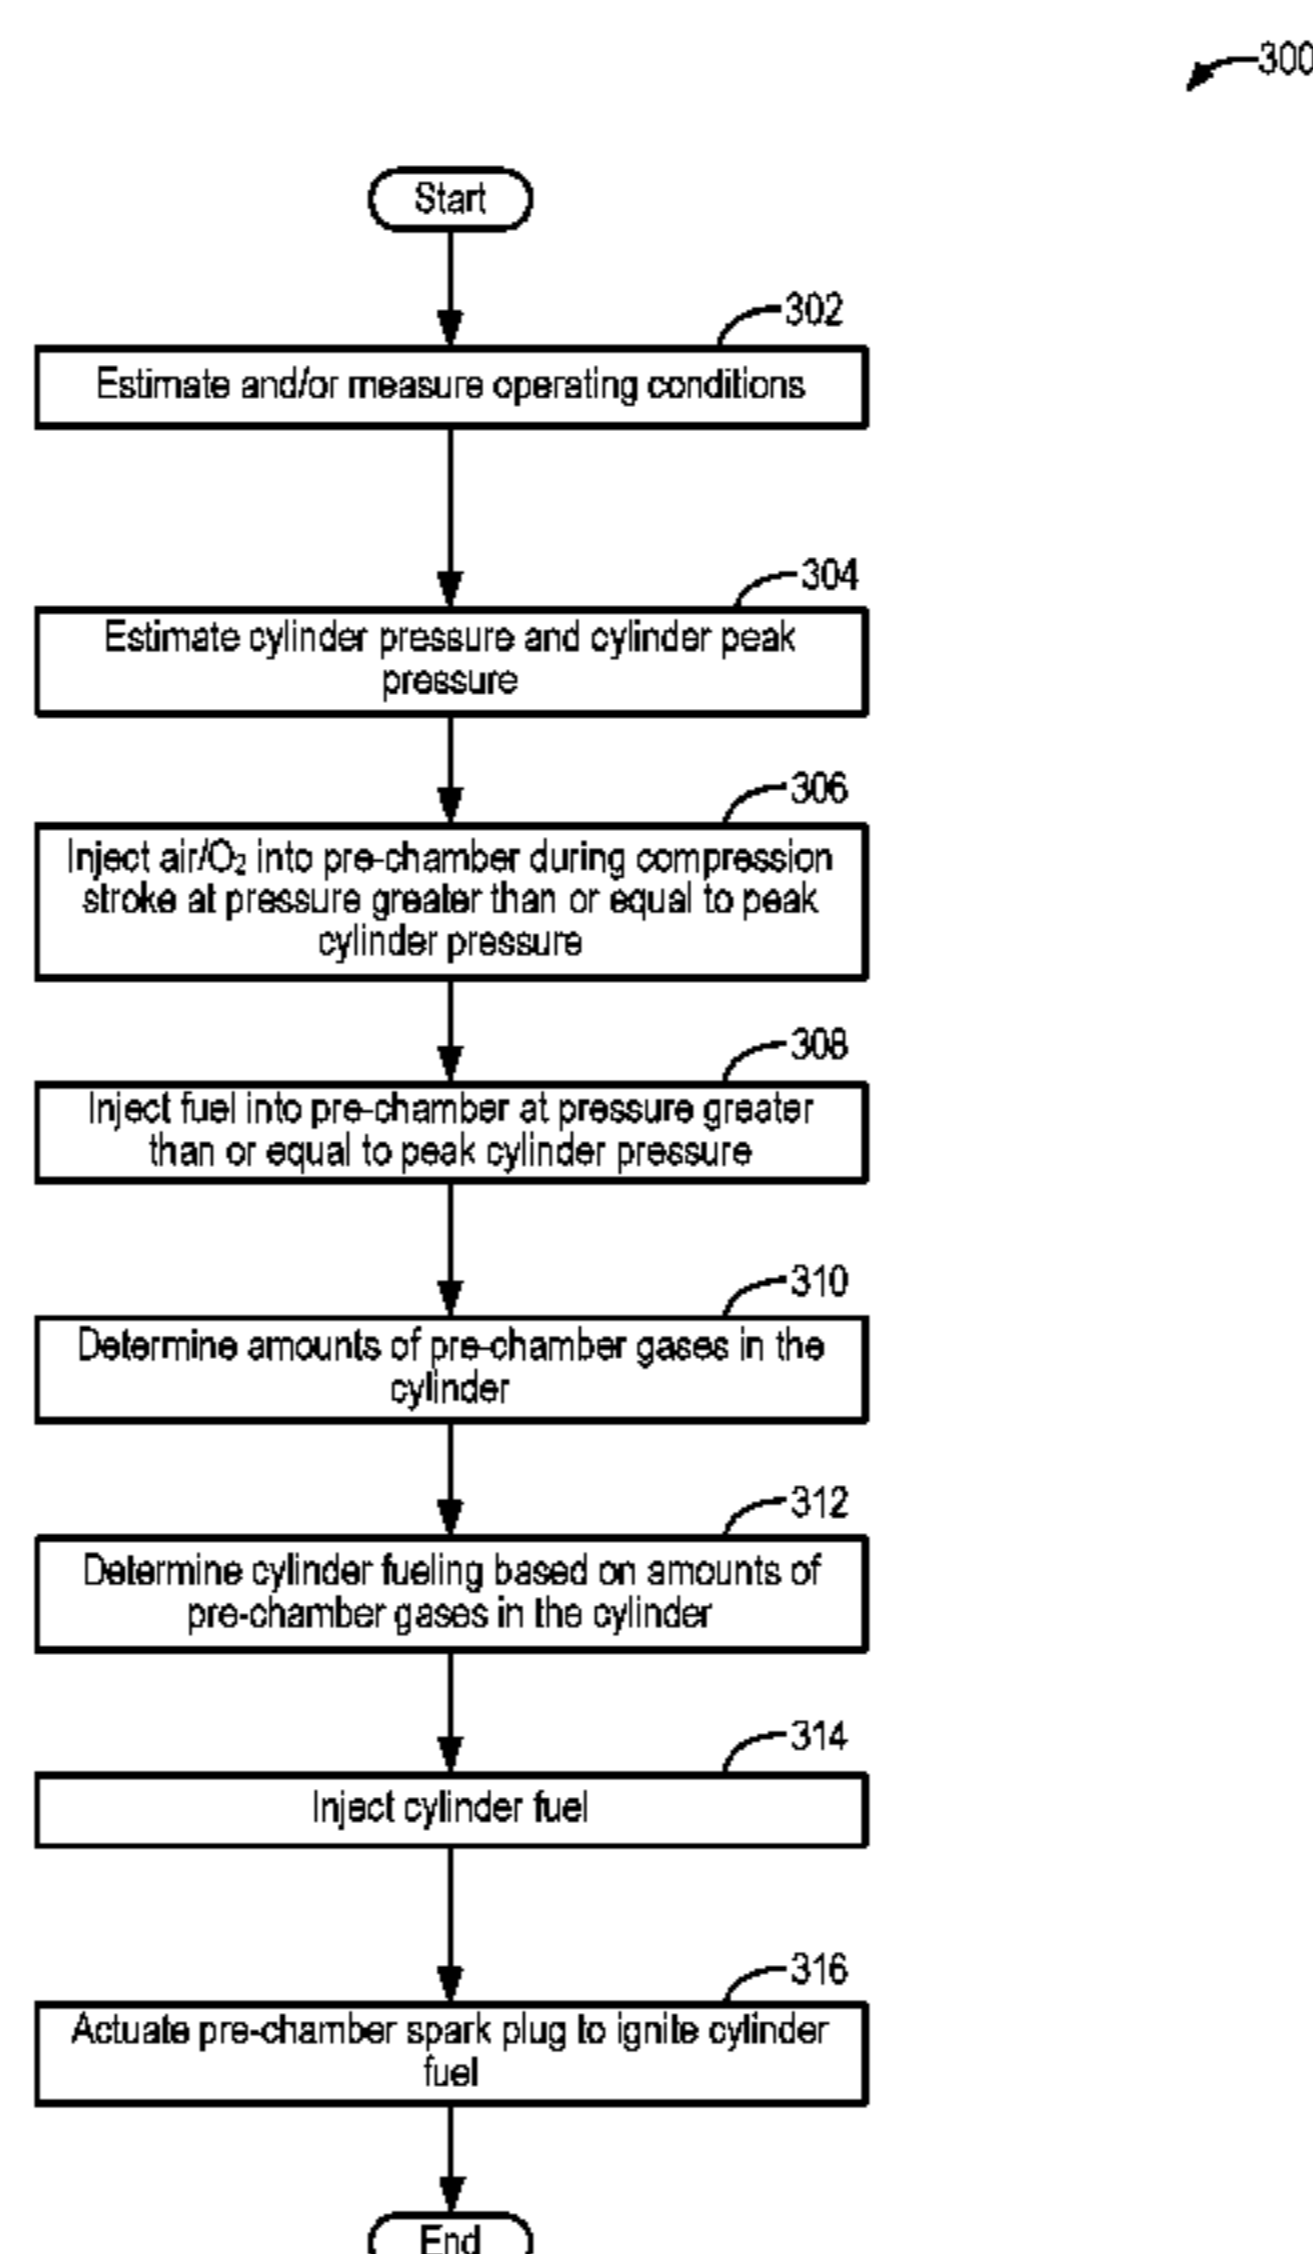 300
Start
302
Estimate and/or measure operating conditions
304
Estimate cylinder pressure and cylinder peak
pressure
306
Inject air/O₂ into pre-chamber during compression
stroke at pressure greater than or equal to peak
cylinder pressure
308
Inject fuel into pre-chamber at pressure greater
than or equal to peak cylinder pressure
310
Determine amounts of pre-chamber gases in the
cylinder
312
Determine cylinder fueling based on amounts of
pre-chamber gases in the cylinder
314
Inject cylinder fuel
316
Actuate pre-chamber spark plug to ignite cylinder
fuel
End